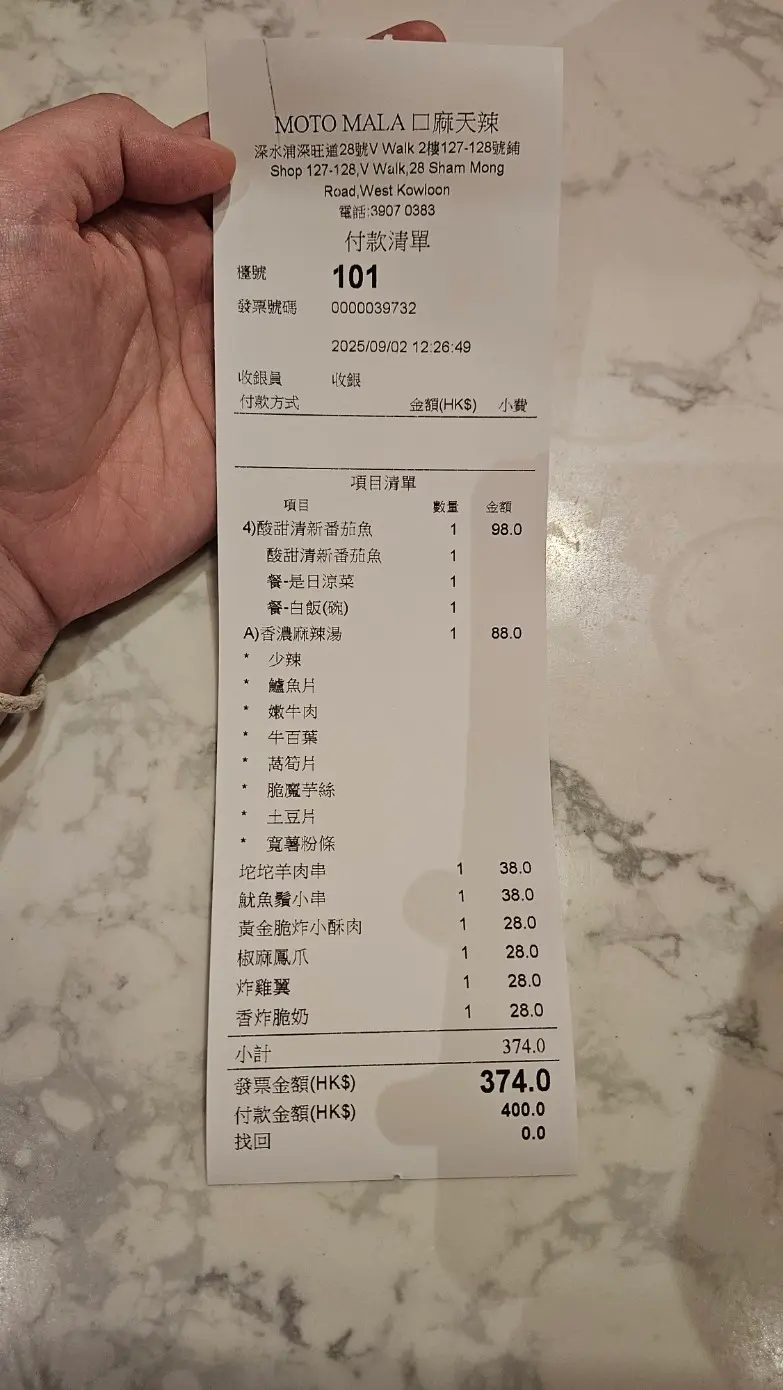 MOTO MALA 口麻天辣
深水浦深旺道28號V Walk 2樓127-128號鋪
Shop 127-128,V Walk,28 Sham Mong
Road,West Kowloon
電話:3907 0383
付款清單
檯號 101
發票號碼 0000039732
2025/09/02 12:26:49
收銀員 收銀
付款方式 金額(HK$) 小費
項目清單
項目 數量 金額
4)酸甜清新番茄魚 1 98.0
酸甜清新番茄魚 1
餐-是日涼菜 1
餐-白飯(碗) 1
A)香濃麻辣湯 1 88.0
* 少辣
* 鱸魚片
* 嫩牛肉
* 牛百葉
* 萵筍片
* 脆魔芋絲
* 土豆片
* 寬薯粉條
坨坨羊肉串 1 38.0
魷魚鬚小串 1 38.0
黃金脆炸小酥肉 1 28.0
椒麻鳳爪 1 28.0
炸雞翼 1 28.0
香炸脆奶 1 28.0
小計 374.0
發票金額(HK$) 374.0
付款金額(HK$) 400.0
找回 0.0